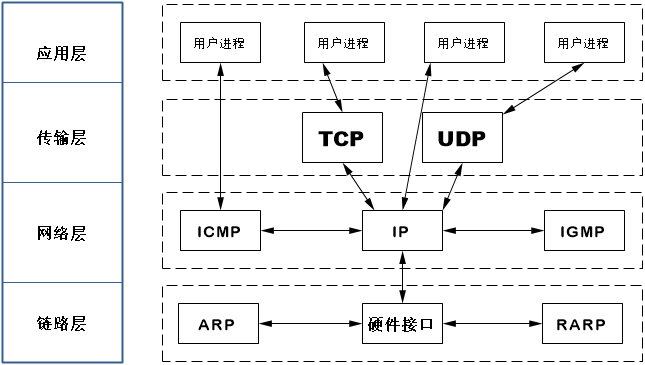 应用层
用户进程
用户进程
用户进程
用户进程
传输层
TCP
UDP
网络层
ICMP
IP
IGMP
链路层
ARP
硬件接口
RARP